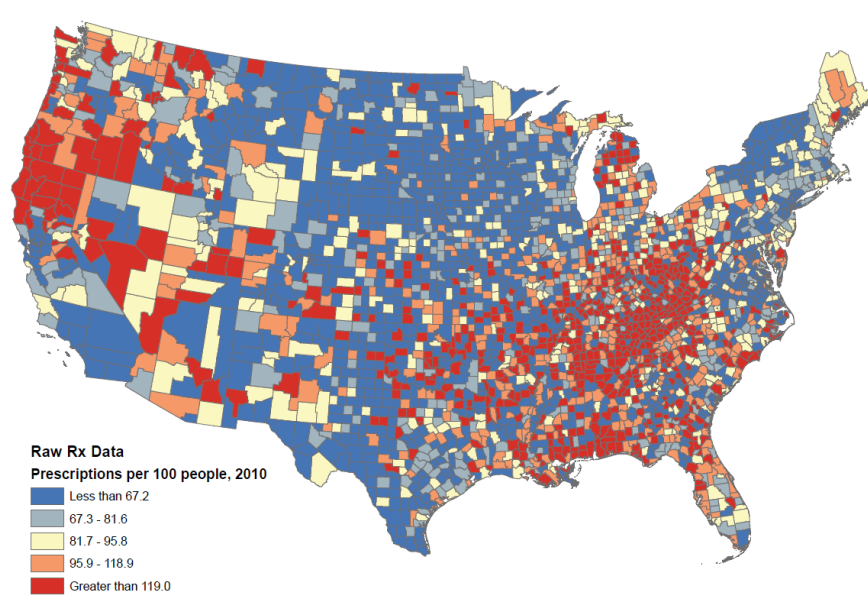 Raw Rx Data
Prescriptions per 100 people, 2010
Less than 67.2
67.3 - 81.6
81.7 - 95.8
95.9 - 118.9
Greater than 119.0